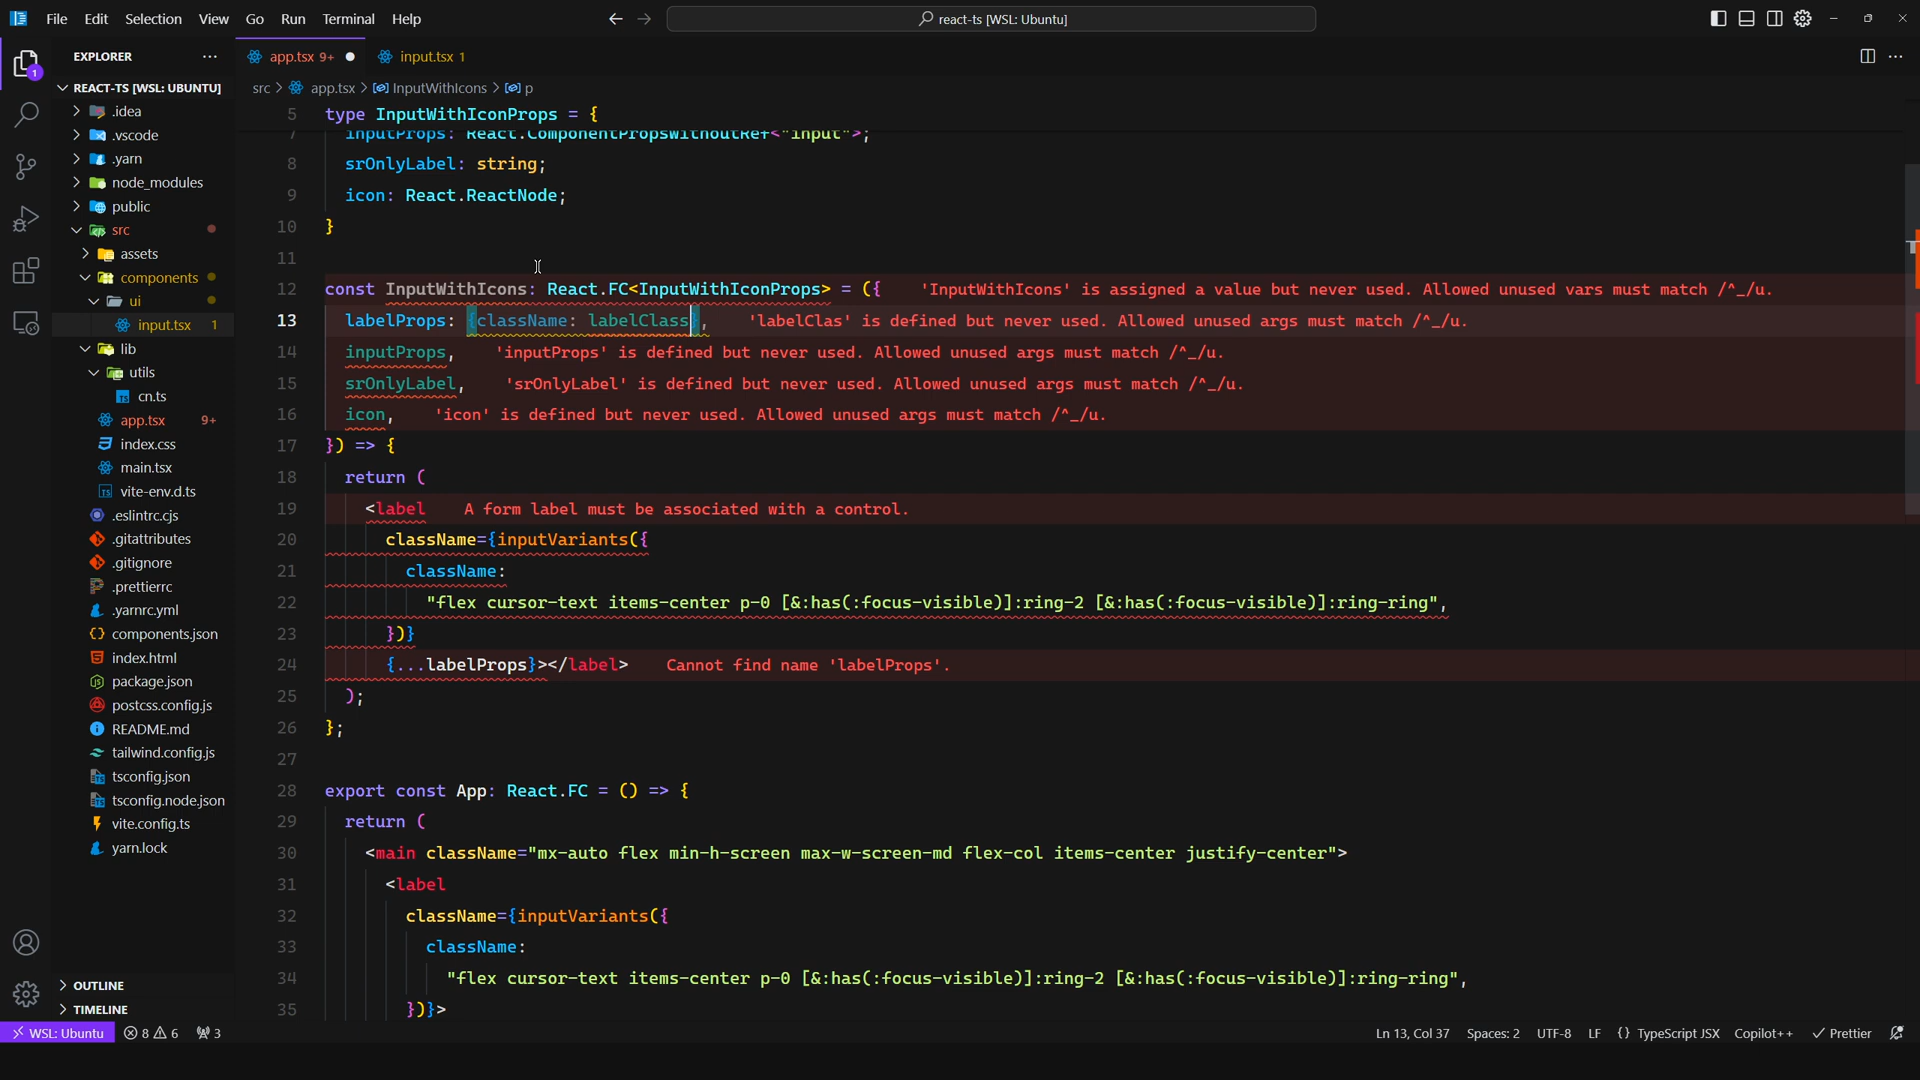 File Edit Selection View Go Run Terminal Help
react-ts [WSL: Ubuntu]
EXPLORER
1
REACT-TS [WSL: UBUNTU]
.idea
.vscode
.yarn
node_modules
public
src
assets
components
ui
input.tsx 1
lib
utils
cn.ts
app.tsx 9+
index.css
main.tsx
vite-env.d.ts
.eslintrc.cjs
.gitattributes
.gitignore
.prettierrc
.yarnrc.yml
components.json
index.html
package.json
postcss.config.js
README.md
tailwind.config.js
tsconfig.json
tsconfig.node.json
vite.config.ts
yarn.lock
OUTLINE
TIMELINE
app.tsx 9+
input.tsx 1
src > app.tsx > InputWithIcons > p
5 type InputWithIconProps = {
7 inputProps: React.ComponentPropsWithoutRef<"input">;
8 srOnlyLabel: string;
9 icon: React.ReactNode;
10 }
11
12 const InputWithIcons: React.FC<InputWithIconProps> = ({ 'InputWithIcons' is assigned a value but never used. Allowed unused vars must match /^_/u.
13 labelProps: {className: labelClass}, 'labelClas' is defined but never used. Allowed unused args must match /^_/u.
14 inputProps, 'inputProps' is defined but never used. Allowed unused args must match /^_/u.
15 srOnlyLabel, 'srOnlyLabel' is defined but never used. Allowed unused args must match /^_/u.
16 icon, 'icon' is defined but never used. Allowed unused args must match /^_/u.
17 }) => {
18 return (
19 <label A form label must be associated with a control.
20 className={inputVariants({
21 className:
22 "flex cursor-text items-center p-0 [&:has(:focus-visible)]:ring-2 [&:has(:focus-visible)]:ring-ring",
23 })}
24 {...labelProps}></label> Cannot find name 'labelProps'.
25 );
26 };
27
28 export const App: React.FC = () => {
29 return (
30 <main className="mx-auto flex min-h-screen max-w-screen-md flex-col items-center justify-center">
31 <label
32 className={inputVariants({
33 className:
34 "flex cursor-text items-center p-0 [&:has(:focus-visible)]:ring-2 [&:has(:focus-visible)]:ring-ring",
35 })}>
WSL: Ubuntu 8 6 3 Ln 13, Col 37 Spaces: 2 UTF-8 LF {} TypeScript JSX Copilot++ Prettier